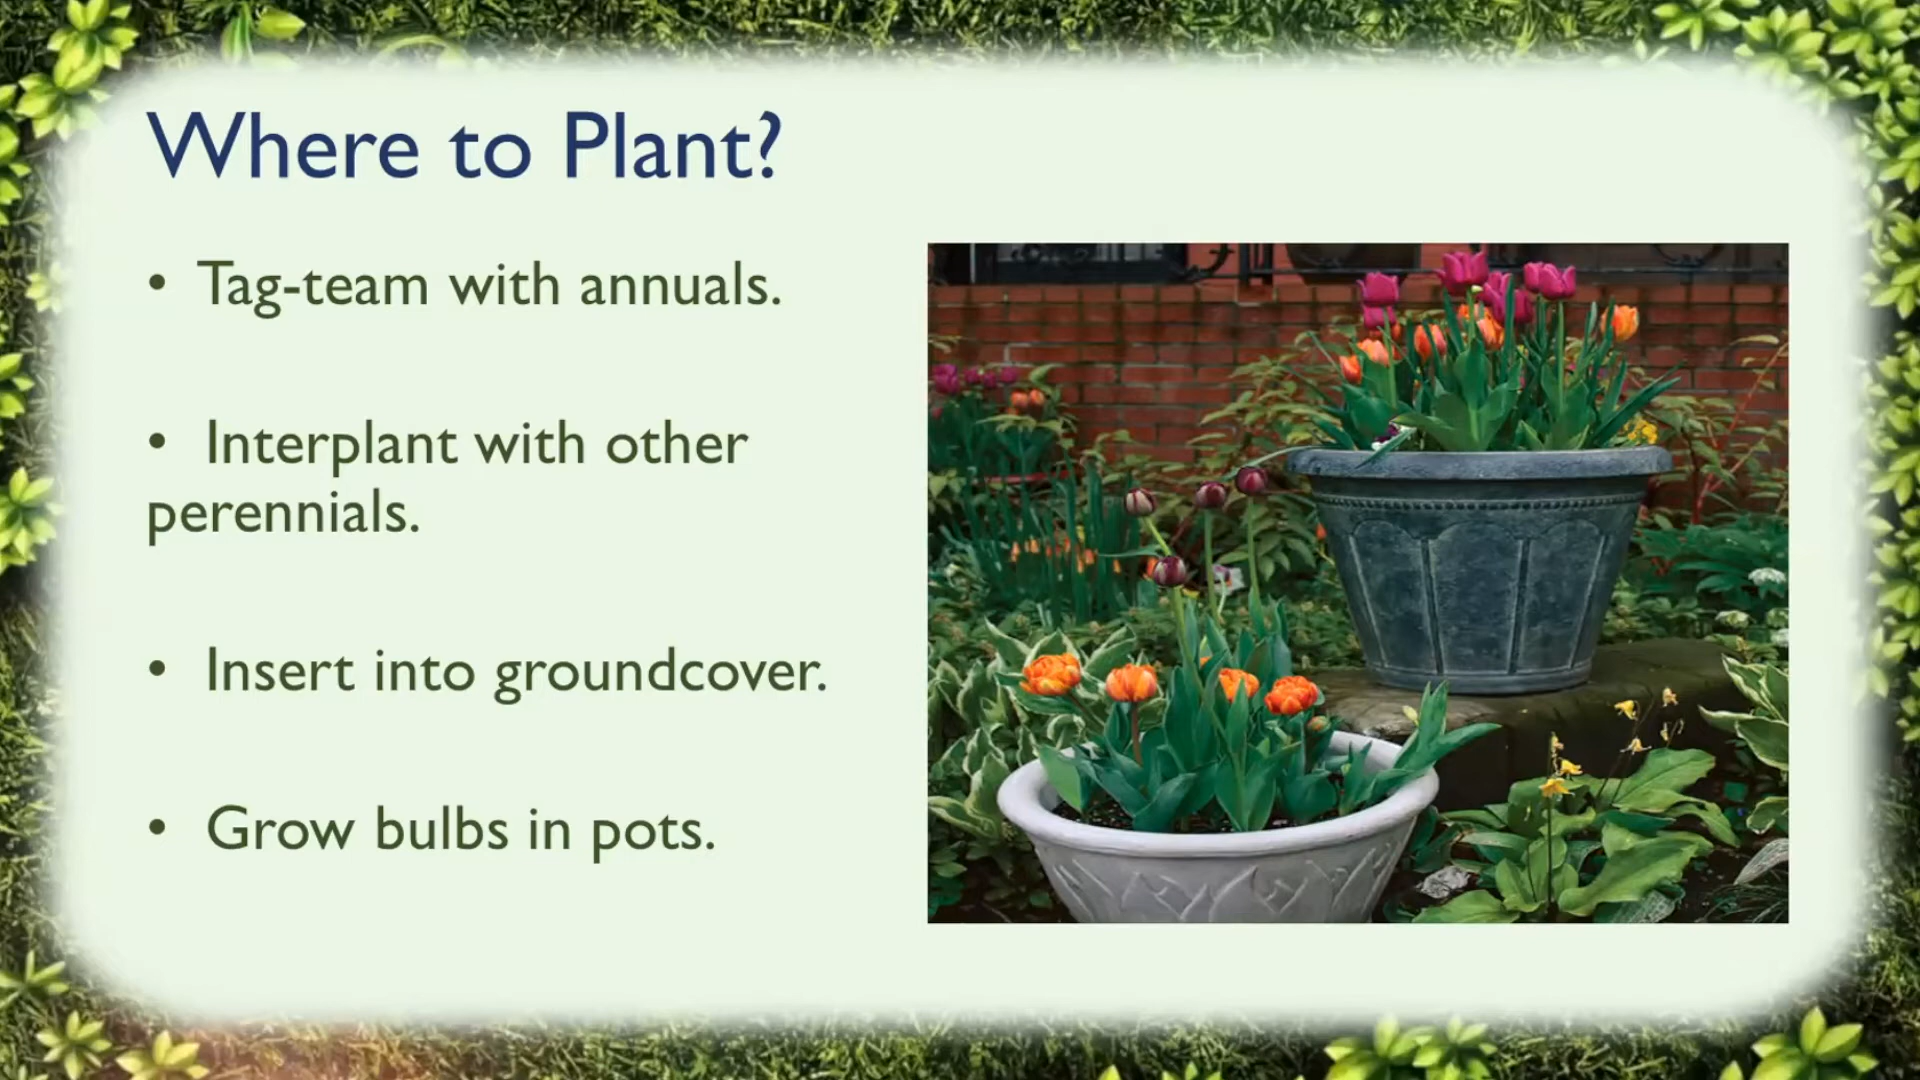 Where to Plant?
• Tag-team with annuals.
• Interplant with other
perennials.
• Insert into groundcover.
• Grow bulbs in pots.